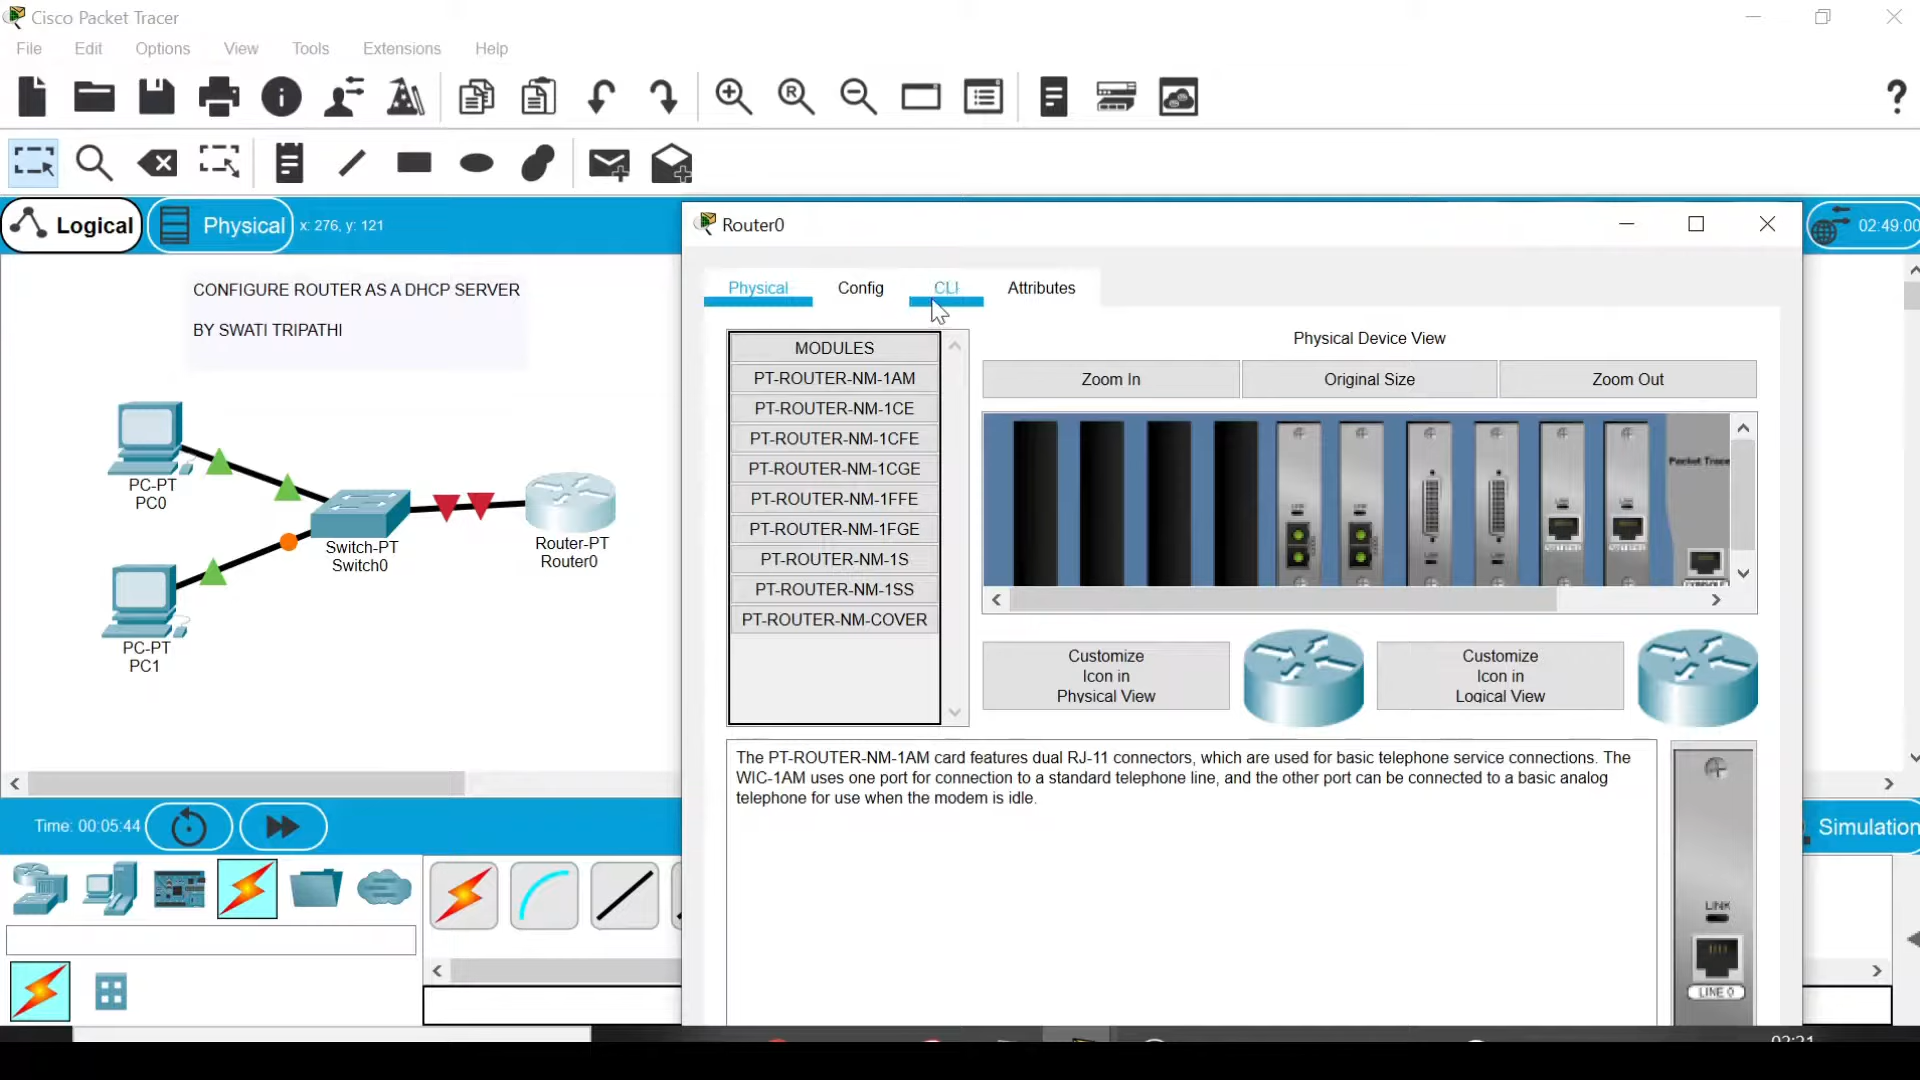 Cisco Packet Tracer
File Edit Options View Tools Extensions Help
Logical
Physical
x: 276, y: 121
Router0
02:49:00
Physical
Config
CLI
Attributes
CONFIGURE ROUTER AS A DHCP SERVER
BY SWATI TRIPATHI
PC-PT
PC0
Switch-PT
Switch0
Router-PT
Router0
PC-PT
PC1
MODULES
PT-ROUTER-NM-1AM
PT-ROUTER-NM-1CE
PT-ROUTER-NM-1CFE
PT-ROUTER-NM-1CGE
PT-ROUTER-NM-1FFE
PT-ROUTER-NM-1FGE
PT-ROUTER-NM-1S
PT-ROUTER-NM-1SS
PT-ROUTER-NM-COVER
Physical Device View
Zoom In
Original Size
Zoom Out
Customize
Icon in
Physical View
Customize
Icon in
Logical View
The PT-ROUTER-NM-1AM card features dual RJ-11 connectors, which are used for basic telephone service connections. The
WIC-1AM uses one port for connection to a standard telephone line, and the other port can be connected to a basic analog
telephone for use when the modem is idle.
LINK
LINE 0
Time: 00:05:44
Simulation